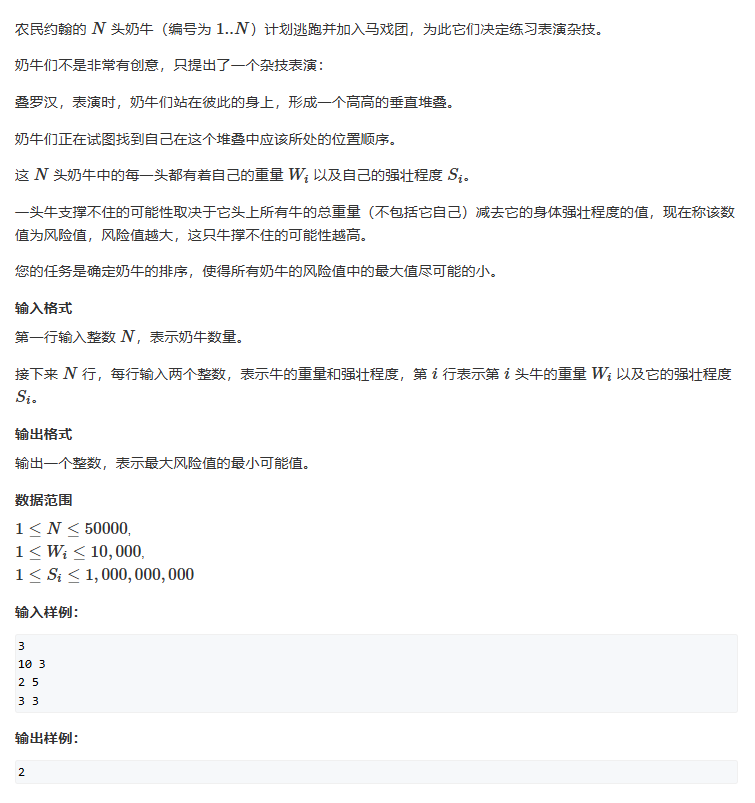 农民约翰的 N 头奶牛（编号为 1..N）计划逃跑并加入马戏团，为此它们决定练习表演杂技。
奶牛们不是非常有创意，只提出了一个杂技表演：
叠罗汉，表演时，奶牛们站在彼此的身上，形成一个高高的垂直堆叠。
奶牛们正在试图找到自己在这个堆叠中应该所处的位置顺序。
这 N 头奶牛中的每一头都有着自己的重量 Wᵢ 以及自己的强壮程度 Sᵢ。
一头牛支撑不住的可能性取决于它头上所有牛的总重量（不包括它自己）减去它的身体强壮程度的值，现在称该数
值为风险值，风险值越大，这只牛撑不住的可能性越高。
您的任务是确定奶牛的排序，使得所有奶牛的风险值中的最大值尽可能的小。
输入格式
第一行输入整数 N，表示奶牛数量。
接下来 N 行，每行输入两个整数，表示牛的重量和强壮程度，第 i 行表示第 i 头牛的重量 Wᵢ 以及它的强壮程度
Sᵢ。
输出格式
输出一个整数，表示最大风险值的最小可能值。
数据范围
1 ≤ N ≤ 50000,
1 ≤ Wᵢ ≤ 10,000,
1 ≤ Sᵢ ≤ 1,000,000,000
输入样例：
3
10 3
2 5
3 3
输出样例：
2